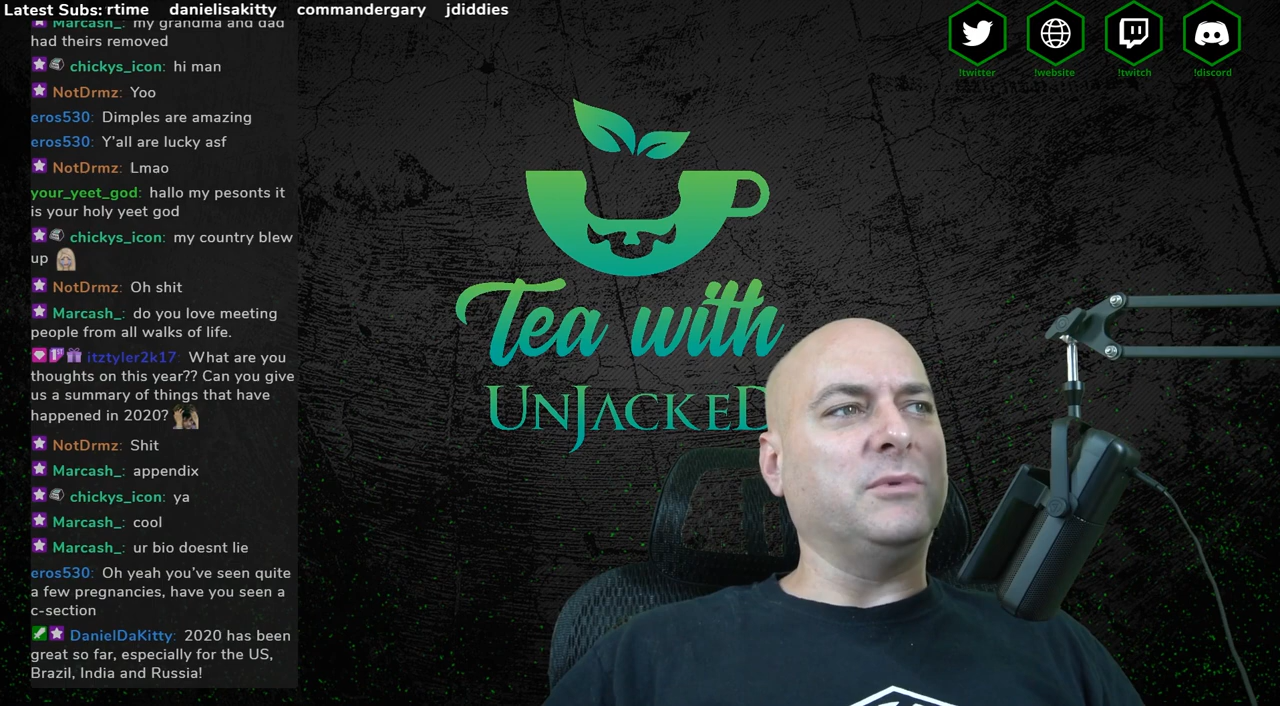 Latest Subs: rtime danielisakitty commandergary jdiddies
Marcash_: my grandma and dad
had theirs removed
chickys_icon: hi man
NotDrmz: Yoo
eros530: Dimples are amazing
eros530: Y'all are lucky asf
NotDrmz: Lmao
your_yeet_god: hallo my pesonts it
is your holy yeet god
chickys_icon: my country blew
up
NotDrmz: Oh shit
Marcash_: do you love meeting
people from all walks of life.
itztyler2k17: What are you
thoughts on this year?? Can you give
us a summary of things that have
happened in 2020?
NotDrmz: Shit
Marcash_: appendix
chickys_icon: ya
Marcash_: cool
Marcash_: ur bio doesnt lie
eros530: Oh yeah you've seen quite
a few pregnancies, have you seen a
c-section
DanielDaKitty: 2020 has been
great so far, especially for the US,
Brazil, India and Russia!
Tea with
UNJACKED
!twitter
!website
!twitch
!discord